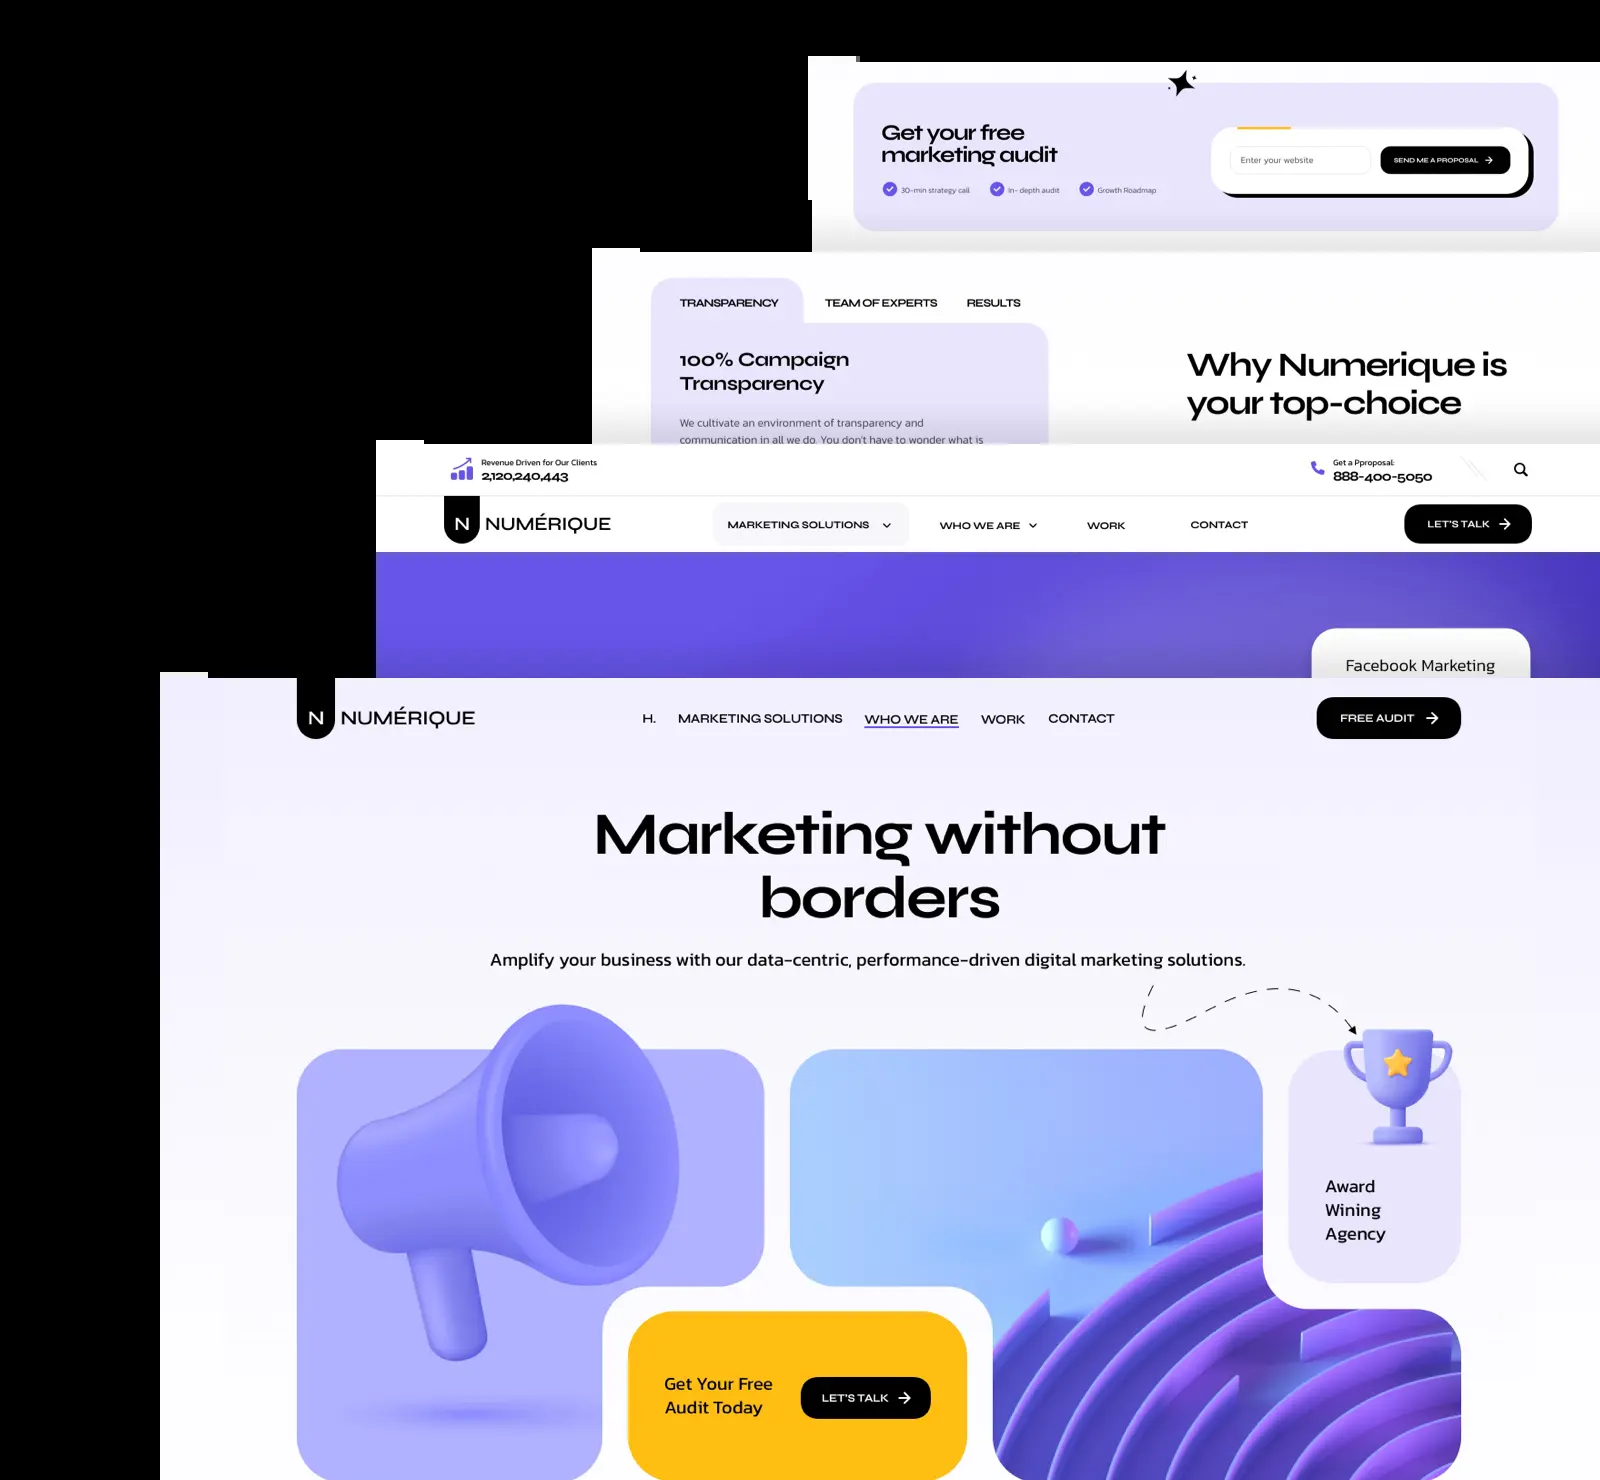 Get your free
marketing audit
30-min strategy call
In- depth audit
Growth Roadmap
Enter your website
SEND ME A PROPOSAL
TRANSPARENCY
TEAM OF EXPERTS
RESULTS
100% Campaign
Transparency
We cultivate an environment of transparency and
communication in all we do. You don't have to wonder what is
Why Numerique is
your top-choice
Revenue Driven for Our Clients
2,120,240,443
Get a Pproposal:
888-400-5050
N NUMÉRIQUE
MARKETING SOLUTIONS
WHO WE ARE
WORK
CONTACT
LET'S TALK
Facebook Marketing
N NUMÉRIQUE
H.
MARKETING SOLUTIONS
WHO WE ARE
WORK
CONTACT
FREE AUDIT
Marketing without
borders
Amplify your business with our data-centric, performance-driven digital marketing solutions.
Award
Wining
Agency
Get Your Free
Audit Today
LET'S TALK